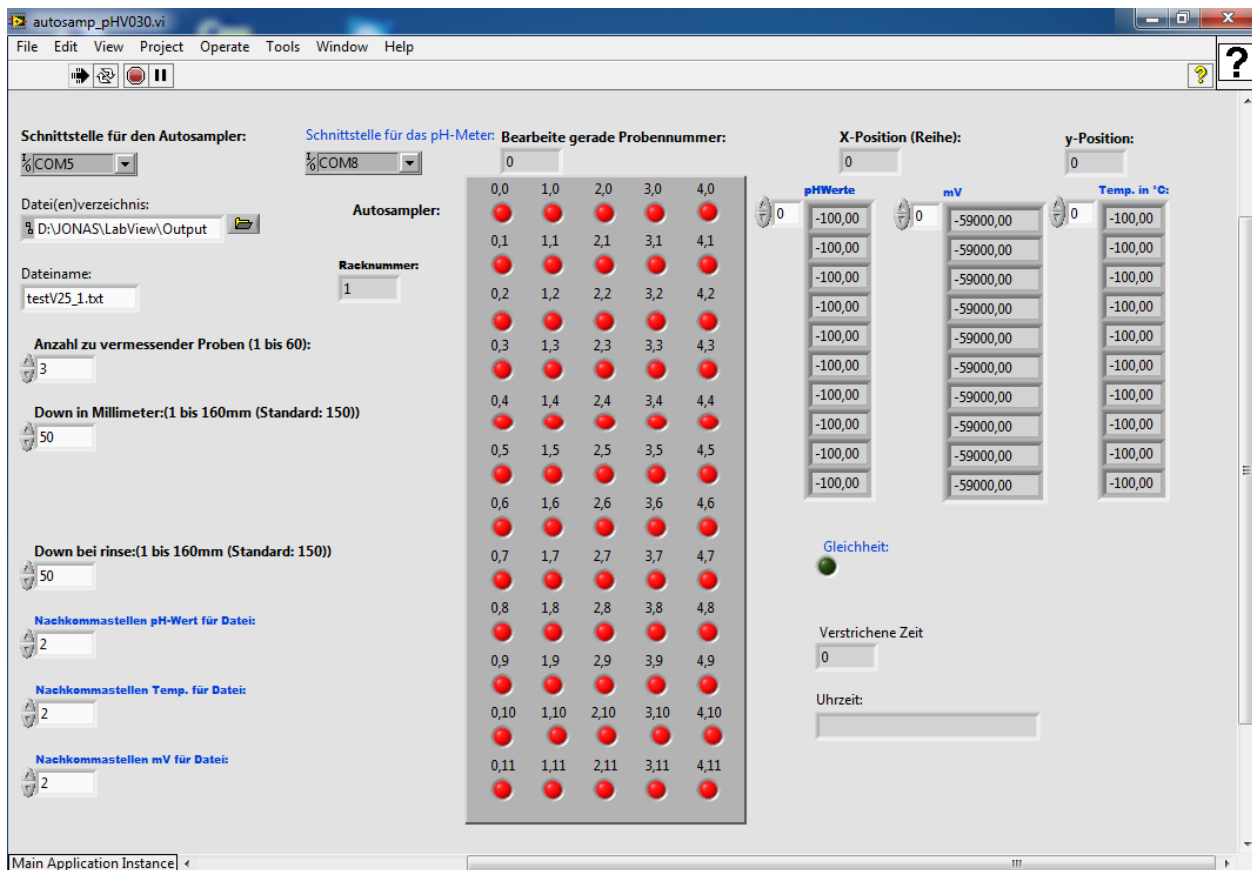 autosamp_pHV030.vi
File Edit View Project Operate Tools Window Help
?
?
Schnittstelle für den Autosampler:
Schnittstelle für das pH-Meter:
Bearbeite gerade Probennummer:
X-Position (Reihe):
y-Position:
COM5
COM8
0
0
0
Datei(en)verzeichnis:
D:\JONAS\LabView\Output
Autosampler:
Dateiname:
testV25_1.txt
Racknummer:
1
Anzahl zu vermessender Proben (1 bis 60):
3
Down in Millimeter:(1 bis 160mm (Standard: 150))
50
Down bei rinse:(1 bis 160mm (Standard: 150))
50
Nachkommastellen pH-Wert für Datei:
2
Nachkommastellen Temp. für Datei:
2
Nachkommastellen mV für Datei:
2
0,0 1,0 2,0 3,0 4,0
0,1 1,1 2,1 3,1 4,1
0,2 1,2 2,2 3,2 4,2
0,3 1,3 2,3 3,3 4,3
0,4 1,4 2,4 3,4 4,4
0,5 1,5 2,5 3,5 4,5
0,6 1,6 2,6 3,6 4,6
0,7 1,7 2,7 3,7 4,7
0,8 1,8 2,8 3,8 4,8
0,9 1,9 2,9 3,9 4,9
0,10 1,10 2,10 3,10 4,10
0,11 1,11 2,11 3,11 4,11
pHWerte
0
-100,00
-100,00
-100,00
-100,00
-100,00
-100,00
-100,00
-100,00
-100,00
-100,00
mV
0
-59000,00
-59000,00
-59000,00
-59000,00
-59000,00
-59000,00
-59000,00
-59000,00
-59000,00
-59000,00
Temp. in °C:
0
-100,00
-100,00
-100,00
-100,00
-100,00
-100,00
-100,00
-100,00
-100,00
-100,00
Gleichheit:
Verstrichene Zeit
0
Uhrzeit:
Main Application Instance